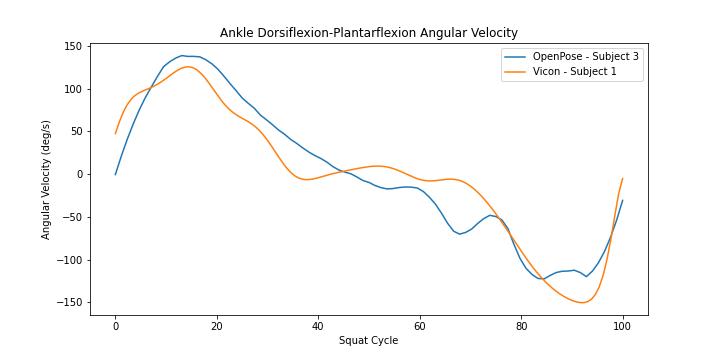 Ankle Dorsiflexion-Plantarflexion Angular Velocity
OpenPose - Subject 3
Vicon - Subject 1
150
100
50
0
−50
−100
−150
Angular Velocity (deg/s)
0 20 40 60 80 100
Squat Cycle